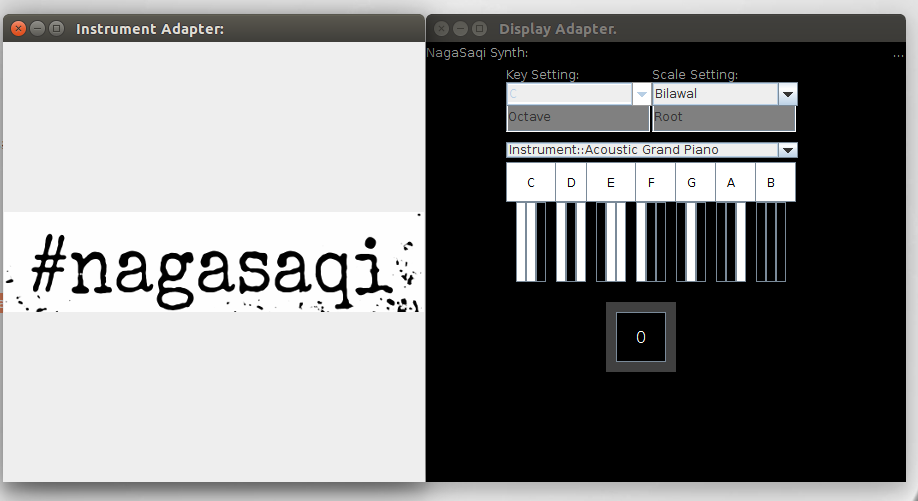 Instrument Adapter:
#nagasaqi
Display Adapter.
NagaSaqi Synth:
...
Key Setting:
Scale Setting:
C
Bilawal
Octave
Root
Instrument::Acoustic Grand Piano
C D E F G A B
0